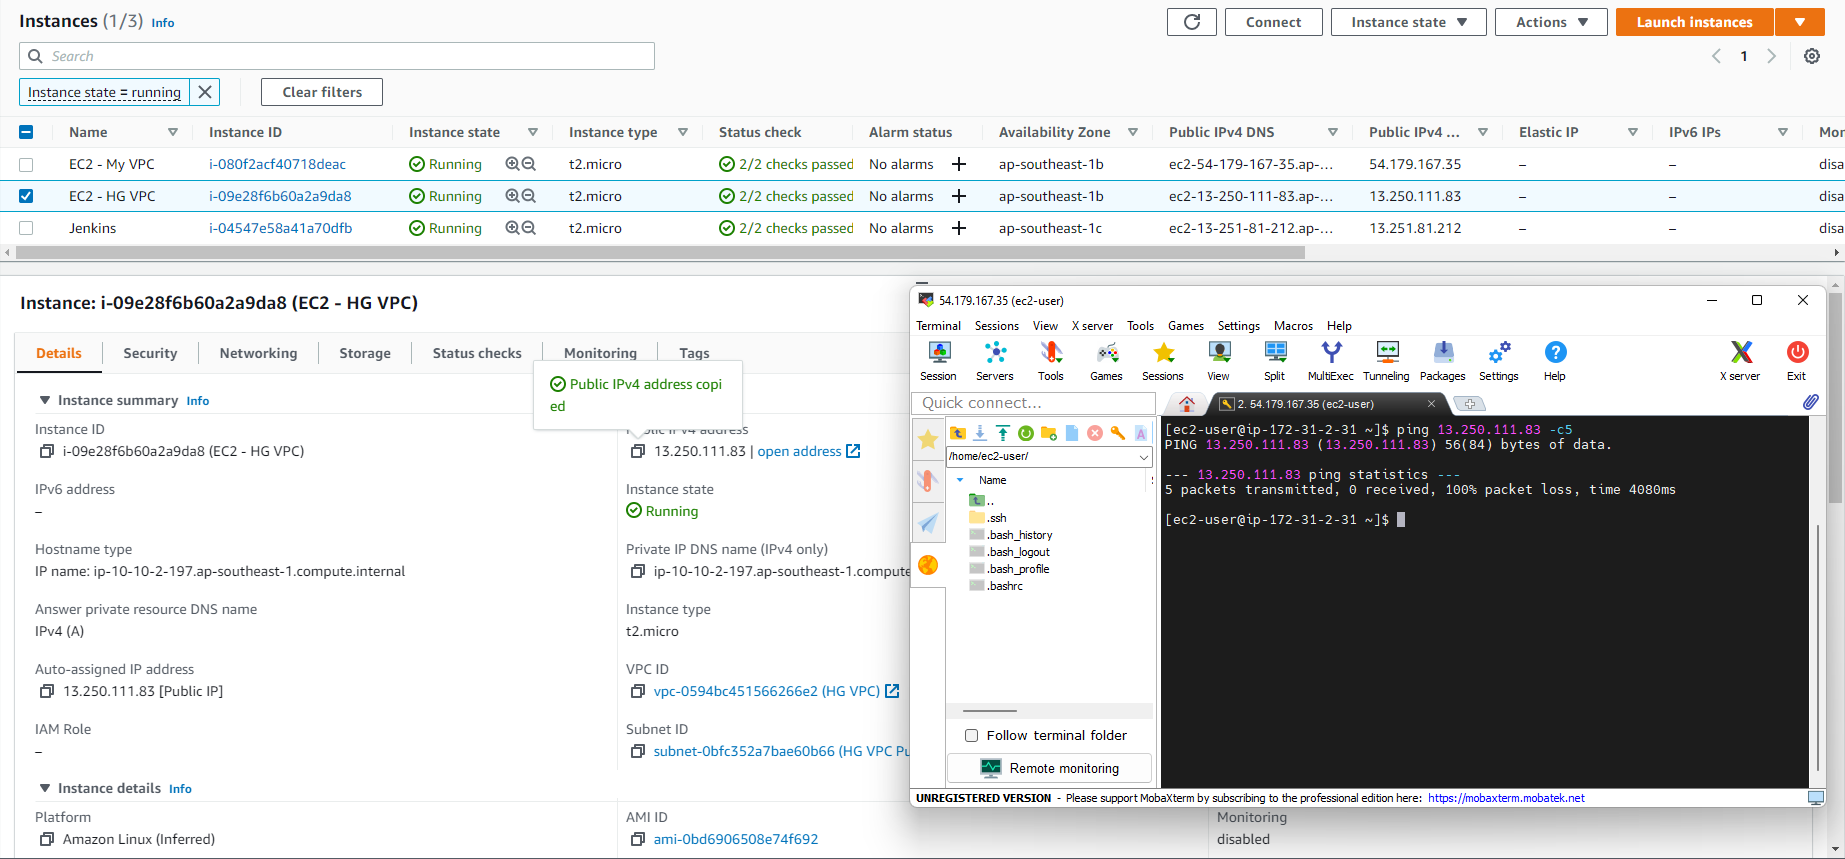 Instances (1/3) Info
Connect
Instance state
Actions
Launch instances
Search
1
Instance state = running
Clear filters
Name Instance ID Instance state Instance type Status check Alarm status Availability Zone Public IPv4 DNS Public IPv4 ... Elastic IP IPv6 IPs Mon
EC2 - My VPC i-080f2acf40718deac Running t2.micro 2/2 checks passed No alarms + ap-southeast-1b ec2-54-179-167-35.ap-... 54.179.167.35 – – disa
EC2 - HG VPC i-09e28f6b60a2a9da8 Running t2.micro 2/2 checks passed No alarms + ap-southeast-1b ec2-13-250-111-83.ap-... 13.250.111.83 – – disa
Jenkins i-04547e58a41a70dfb Running t2.micro 2/2 checks passed No alarms + ap-southeast-1c ec2-13-251-81-212.ap-... 13.251.81.212 – – disa
Instance: i-09e28f6b60a2a9da8 (EC2 - HG VPC)
Details Security Networking Storage Status checks Monitoring Tags
Public IPv4 address copi
ed
Instance summary Info
Instance ID
i-09e28f6b60a2a9da8 (EC2 - HG VPC)
Public IPv4 address
13.250.111.83 | open address
IPv6 address
–
Instance state
Running
Hostname type
IP name: ip-10-10-2-197.ap-southeast-1.compute.internal
Private IP DNS name (IPv4 only)
ip-10-10-2-197.ap-southeast-1.compute
Answer private resource DNS name
IPv4 (A)
Instance type
t2.micro
Auto-assigned IP address
13.250.111.83 [Public IP]
VPC ID
vpc-0594bc451566266e2 (HG VPC)
IAM Role
–
Subnet ID
subnet-0bfc352a7bae60b66 (HG VPC Pu
Instance details Info
Platform
Amazon Linux (Inferred)
AMI ID
ami-0bd6906508e74f692
Monitoring
disabled
54.179.167.35 (ec2-user)
Terminal Sessions View X server Tools Games Settings Macros Help
Session Servers Tools Games Sessions View Split MultiExec Tunneling Packages Settings Help X server Exit
Quick connect...
2. 54.179.167.35 (ec2-user)
/home/ec2-user/
Name
..
.ssh
.bash_history
.bash_logout
.bash_profile
.bashrc
Follow terminal folder
Remote monitoring
[ec2-user@ip-172-31-2-31 ~]$ ping 13.250.111.83 -c5
PING 13.250.111.83 (13.250.111.83) 56(84) bytes of data.
--- 13.250.111.83 ping statistics ---
5 packets transmitted, 0 received, 100% packet loss, time 4080ms
[ec2-user@ip-172-31-2-31 ~]$
UNREGISTERED VERSION - Please support MobaXterm by subscribing to the professional edition here: https://mobaxterm.mobatek.net